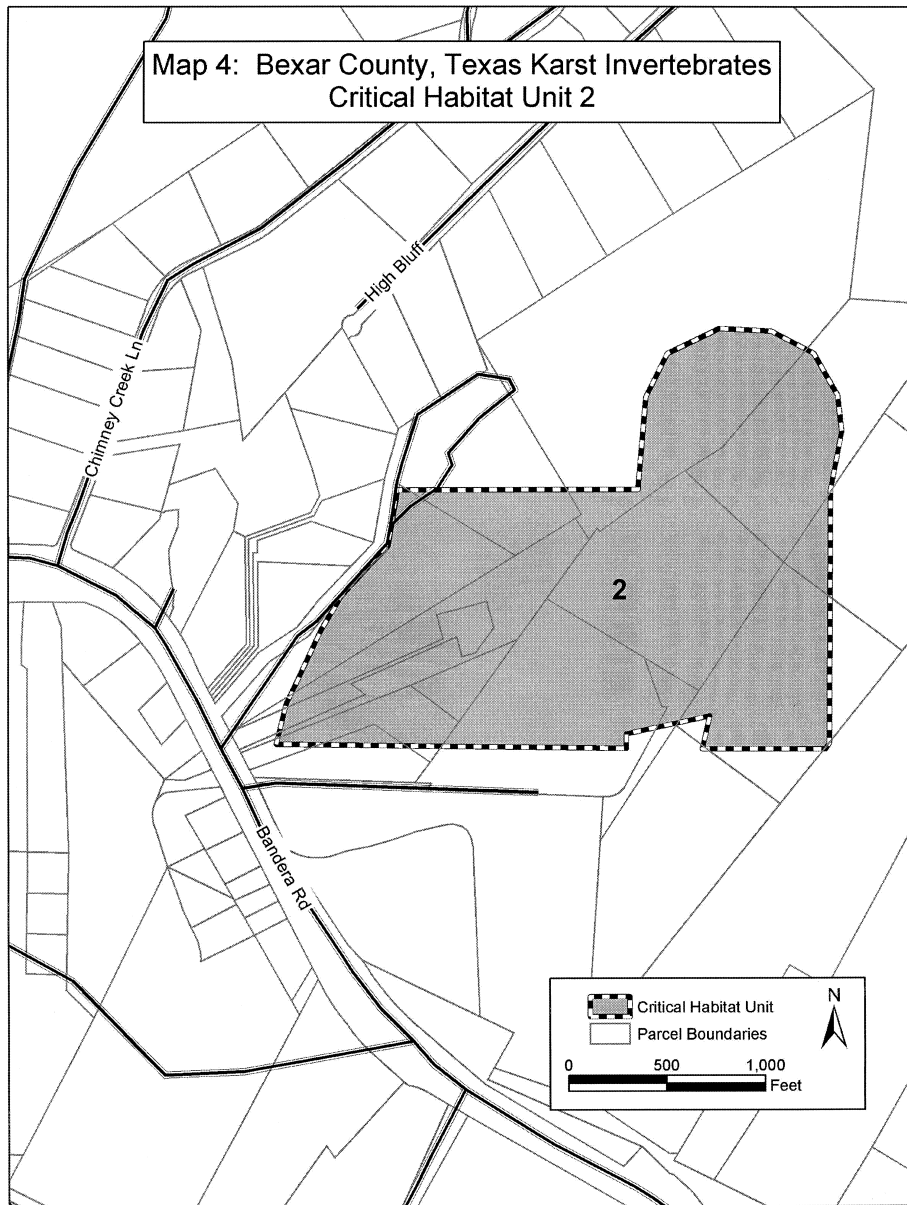 Map 4: Bexar County, Texas Karst Invertebrates
Critical Habitat Unit 2
High Bluff
Chimney Creek Ln
2
Bandera Rd
Critical Habitat Unit
Parcel Boundaries
N
0 500 1,000
Feet